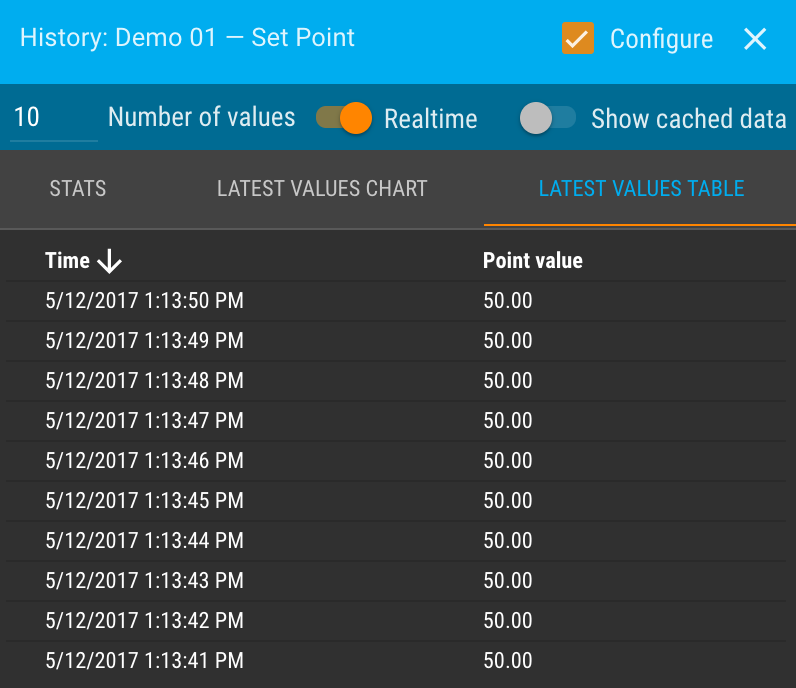 History: Demo 01 — Set Point Configure
10 Number of values Realtime Show cached data
STATS LATEST VALUES CHART LATEST VALUES TABLE
Time Point value
5/12/2017 1:13:50 PM 50.00
5/12/2017 1:13:49 PM 50.00
5/12/2017 1:13:48 PM 50.00
5/12/2017 1:13:47 PM 50.00
5/12/2017 1:13:46 PM 50.00
5/12/2017 1:13:45 PM 50.00
5/12/2017 1:13:44 PM 50.00
5/12/2017 1:13:43 PM 50.00
5/12/2017 1:13:42 PM 50.00
5/12/2017 1:13:41 PM 50.00